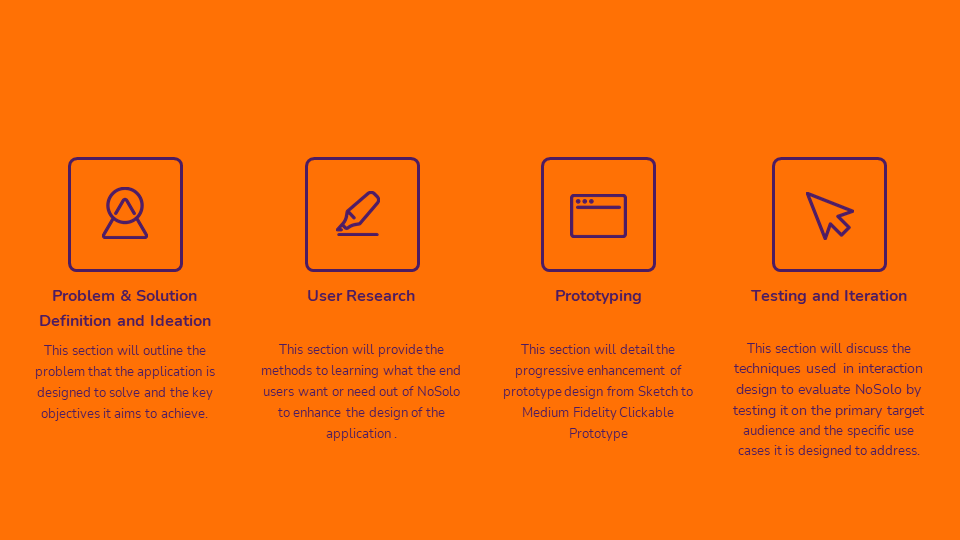 Problem & Solution
Definition and Ideation
This section will outline the
problem that the application is
designed to solve and the key
objectives it aims to achieve.
User Research
This section will provide the
methods to learning what the end
users want or need out of NoSolo
to enhance the design of the
application .
Prototyping
This section will detail the
progressive enhancement of
prototype design from Sketch to
Medium Fidelity Clickable
Prototype
Testing and Iteration
This section will discuss the
techniques used in interaction
design to evaluate NoSolo by
testing it on the primary target
audience and the specific use
cases it is designed to address.